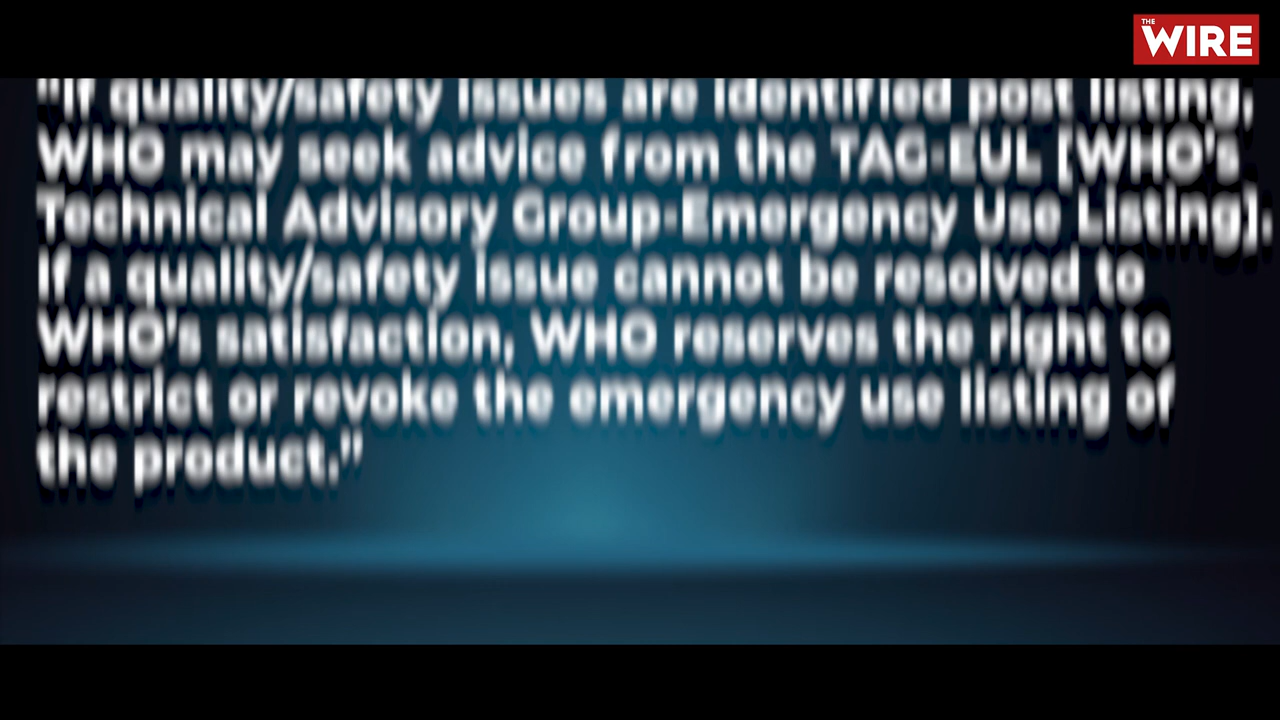 THE
WIRE
"If quality/safety issues are identified post listing,
WHO may seek advice from the TAG-EUL [WHO's
Technical Advisory Group-Emergency Use Listing].
If a quality/safety issue cannot be resolved to
WHO's satisfaction, WHO reserves the right to
restrict or revoke the emergency use listing of
the product."